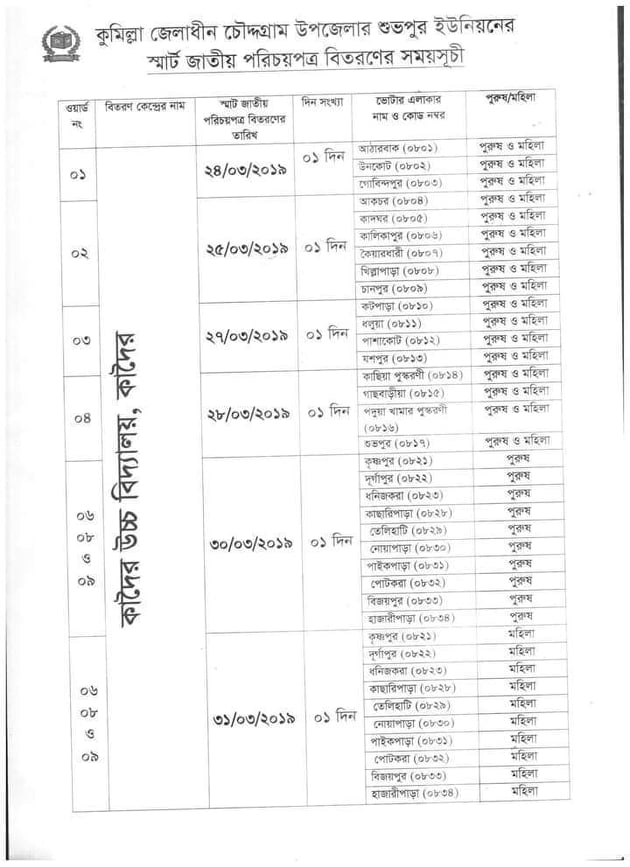 কুমিল্লা জেলাধীন চৌদ্দগ্রাম উপজেলার শুভপুর ইউনিয়নের
স্মার্ট জাতীয় পরিচয়পত্র বিতরণের সময়সূচী
ওয়ার্ড নং | বিতরণ কেন্দ্রের নাম | স্মাট জাতীয় পরিচয়পত্র বিতরণের তারিখ | দিন সংখ্যা | ভোটার এলাকার নাম ও কোড নম্বর | পুরুষ/মহিলা
কাদৈর উচ্চ বিদ্যালয়, কাদৈর
০১ ২৪/০৩/২০১৯ ০১ দিন
আঠারবাক (০৮০১) পুরুষ ও মহিলা
উনকোট (০৮০২) পুরুষ ও মহিলা
গোবিন্দপুর (০৮০৩) পুরুষ ও মহিলা
০২ ২৫/০৩/২০১৯ ০১ দিন
আকচর (০৮০৪) পুরুষ ও মহিলা
কাদঘর (০৮০৫) পুরুষ ও মহিলা
কালিকাপুর (০৮০৬) পুরুষ ও মহিলা
কৈয়ারধারী (০৮০৭) পুরুষ ও মহিলা
খিল্লাপাড়া (০৮০৮) পুরুষ ও মহিলা
চানপুর (০৮০৯) পুরুষ ও মহিলা
০৩ ২৭/০৩/২০১৯ ০১ দিন
কটপাড়া (০৮১০) পুরুষ ও মহিলা
ধলুয়া (০৮১১) পুরুষ ও মহিলা
পাশাকোট (০৮১২) পুরুষ ও মহিলা
যশপুর (০৮১৩) পুরুষ ও মহিলা
০৪ ২৮/০৩/২০১৯ ০১ দিন
কাছিয়া পুস্করণী (০৮১৪) পুরুষ ও মহিলা
গাছবাড়ীয়া (০৮১৫) পুরুষ ও মহিলা
পদুয়া খামার পুস্করণী পুরুষ ও মহিলা
(০৮১৬)
শুভপুর (০৮১৭) পুরুষ ও মহিলা
০৬ ০৮ ও ০৯ ৩০/০৩/২০১৯ ০১ দিন
কৃষ্ণপুর (০৮২১) পুরুষ
দূর্গাপুর (০৮২২) পুরুষ
ধনিজকরা (০৮২৩) পুরুষ
কাছারিপাড়া (০৮২৮) পুরুষ
তেলিহাটি (০৮২৯) পুরুষ
নোয়াপাড়া (০৮৩০) পুরুষ
পাইকপাড়া (০৮৩১) পুরুষ
পোটকরা (০৮৩২) পুরুষ
বিজয়পুর (০৮৩৩) পুরুষ
হাজারীপাড়া (০৮৩৪) পুরুষ
০৬ ০৮ ও ০৯ ৩১/০৩/২০১৯ ০১ দিন
কৃষ্ণপুর (০৮২১) মহিলা
দূর্গাপুর (০৮২২) মহিলা
ধনিজকরা (০৮২৩) মহিলা
কাছারিপাড়া (০৮২৮) মহিলা
তেলিহাটি (০৮২৯) মহিলা
নোয়াপাড়া (০৮৩০) মহিলা
পাইকপাড়া (০৮৩১) মহিলা
পোটকরা (০৮৩২) মহিলা
বিজয়পুর (০৮৩৩) মহিলা
হাজারীপাড়া (০৮৩৪) মহিলা